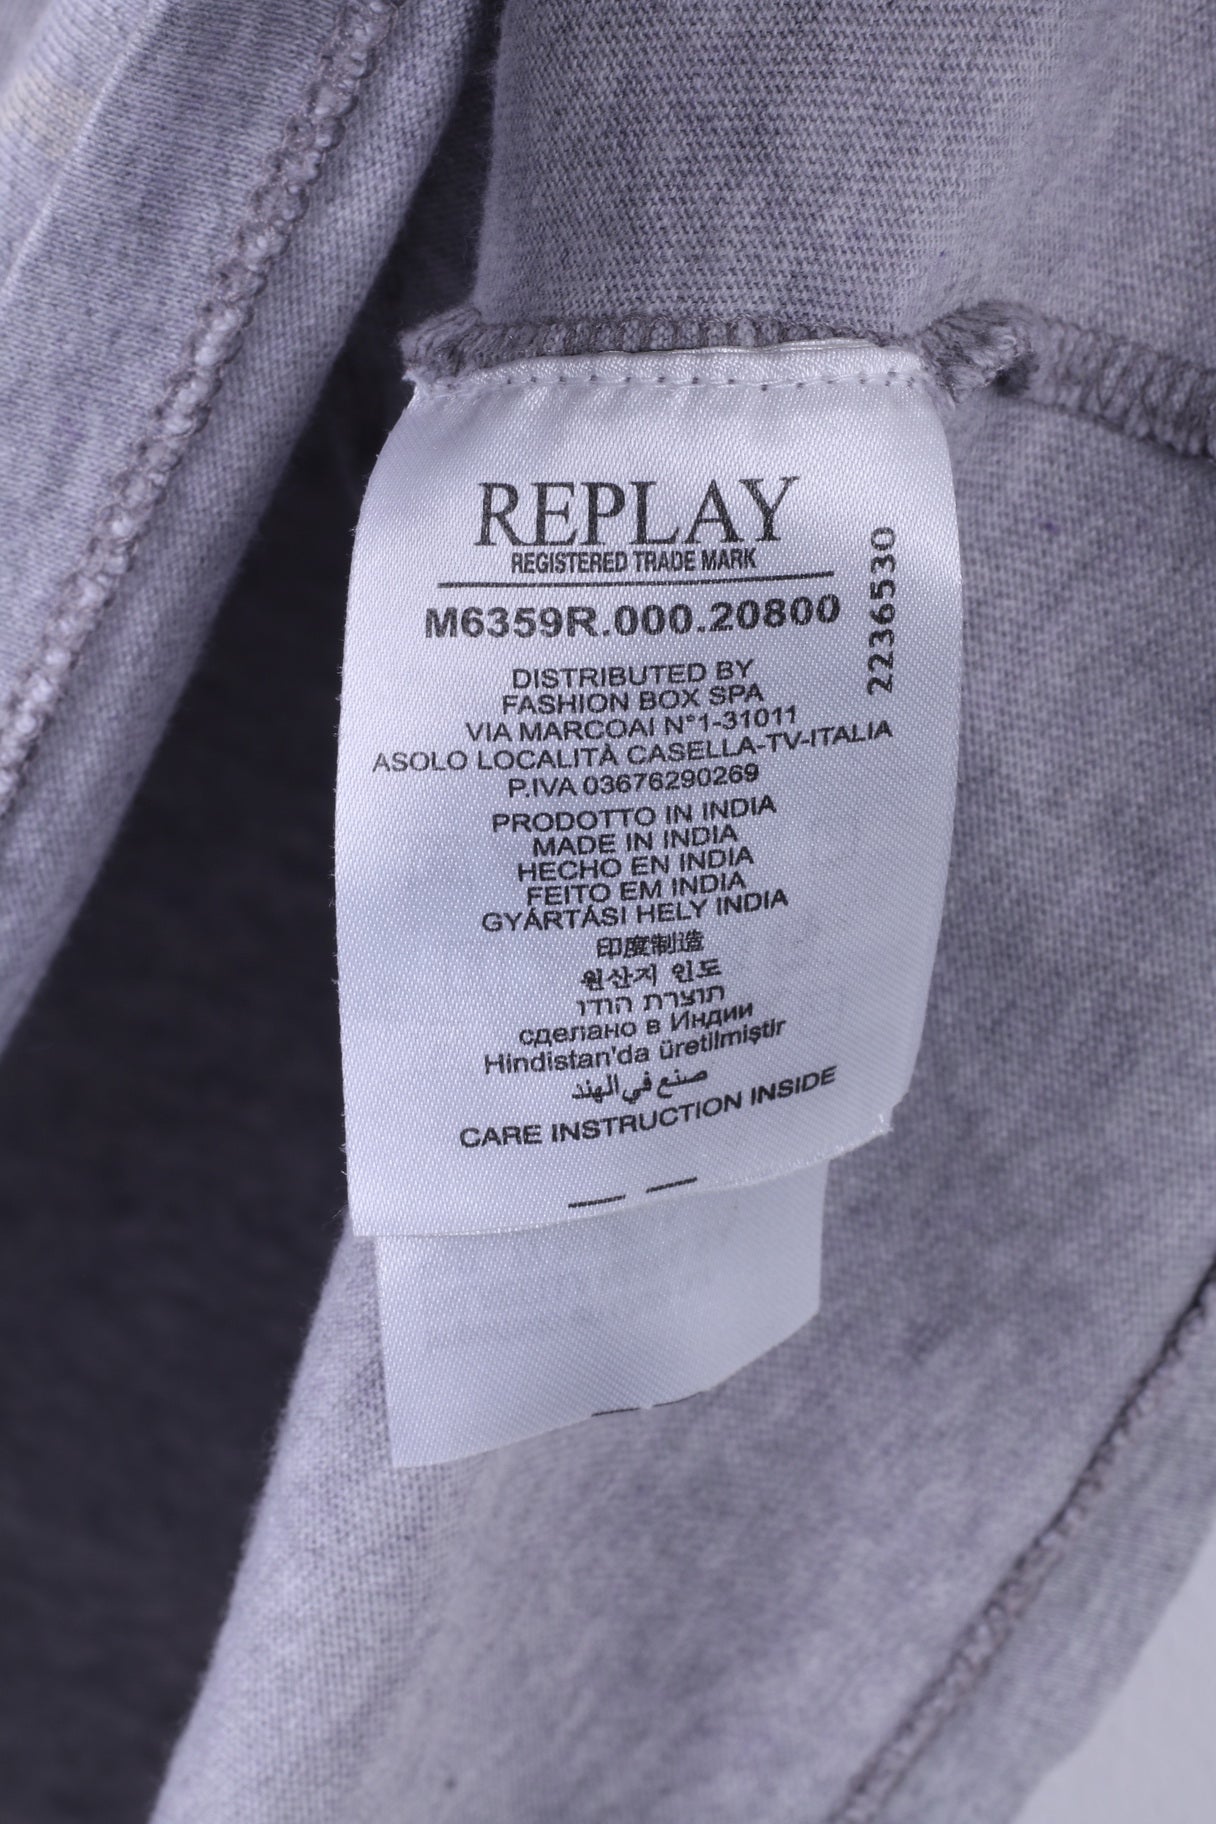 REPLAY
REGISTERED TRADE MARK
M6359R.000.20800
2236530
DISTRIBUTED BY
FASHION BOX SPA
VIA MARCOAI N°1-31011
ASOLO LOCALITÀ CASELLA-TV-ITALIA
P.IVA 03676290269
PRODOTTO IN INDIA
MADE IN INDIA
HECHO EN INDIA
FEITO EM INDIA
GYÁRTÁSI HELY INDIA
印度制造
원산지 인도
תוצרת הודו
сделано в Индии
Hindistan'da üretilmiştir
صنع في الهند
CARE INSTRUCTION INSIDE